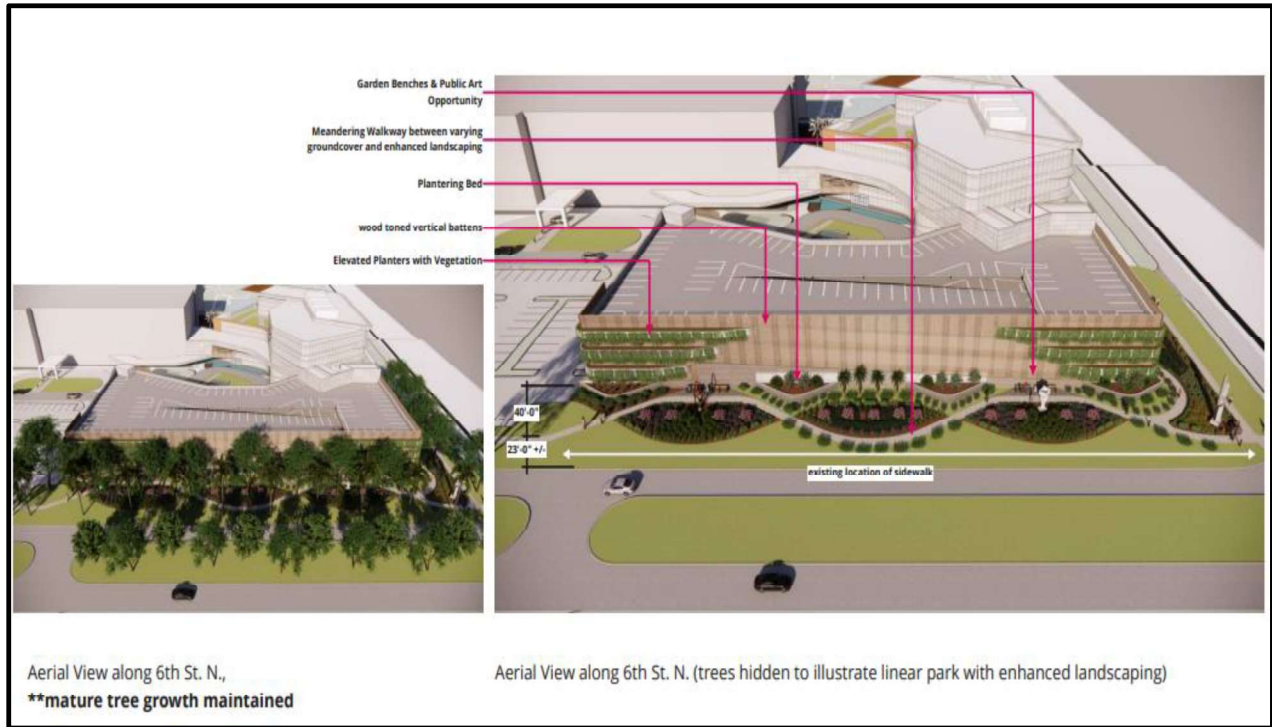 Garden Benches & Public Art
Opportunity
Meandering Walkway between varying
groundcover and enhanced landscaping
Plantering Bed
wood toned vertical battens
Elevated Planters with Vegetation
40'-0"
23'-0" +/-
existing location of sidewalk
Aerial View along 6th St. N.,
**mature tree growth maintained
Aerial View along 6th St. N. (trees hidden to illustrate linear park with enhanced landscaping)